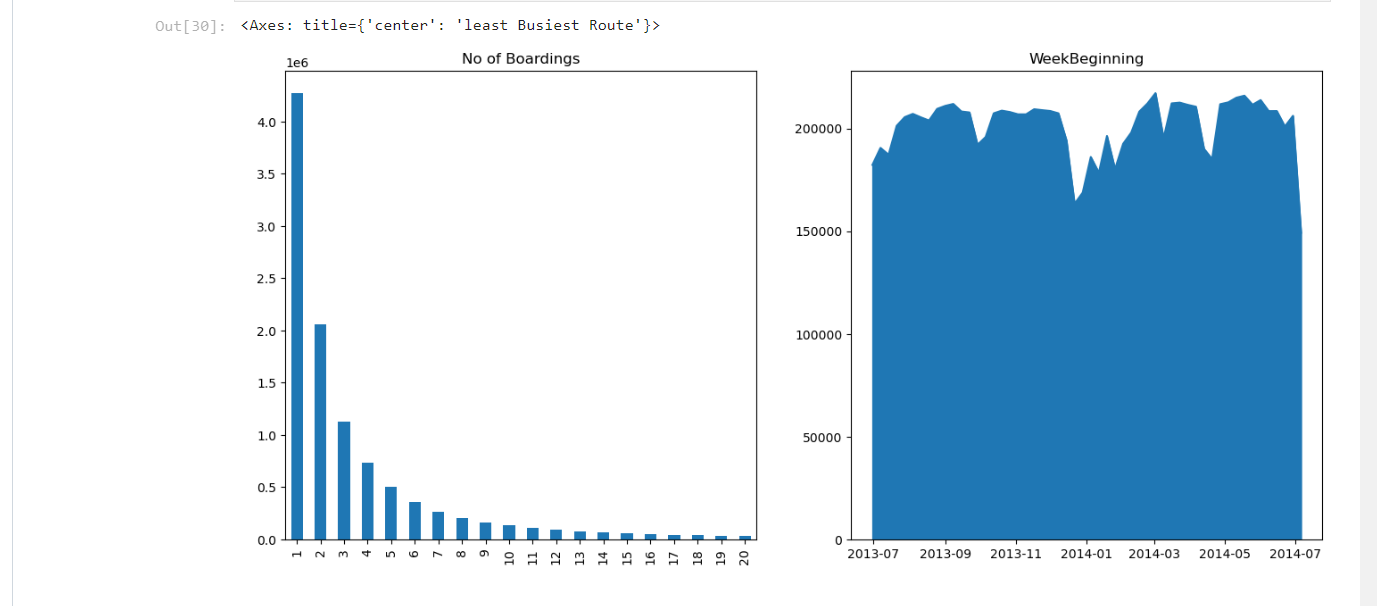 Out[30]: <Axes: title={'center': 'least Busiest Route'}>
No of Boardings
1e6
4.0
3.5
3.0
2.5
2.0
1.5
1.0
0.5
0.0
1 2 3 4 5 6 7 8 9 10 11 12 13 14 15 16 17 18 19 20
WeekBeginning
200000
150000
100000
50000
0
2013-07 2013-09 2013-11 2014-01 2014-03 2014-05 2014-07